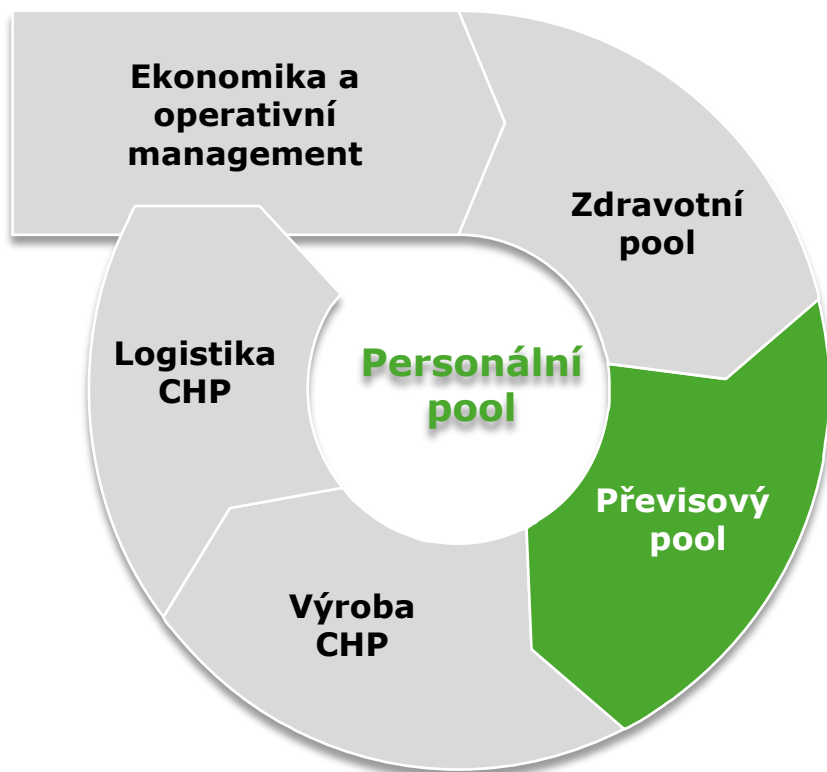 Ekonomika a
operativní
management
Zdravotní
pool
Logistika
CHP
Personální
pool
Převisový
pool
Výroba
CHP